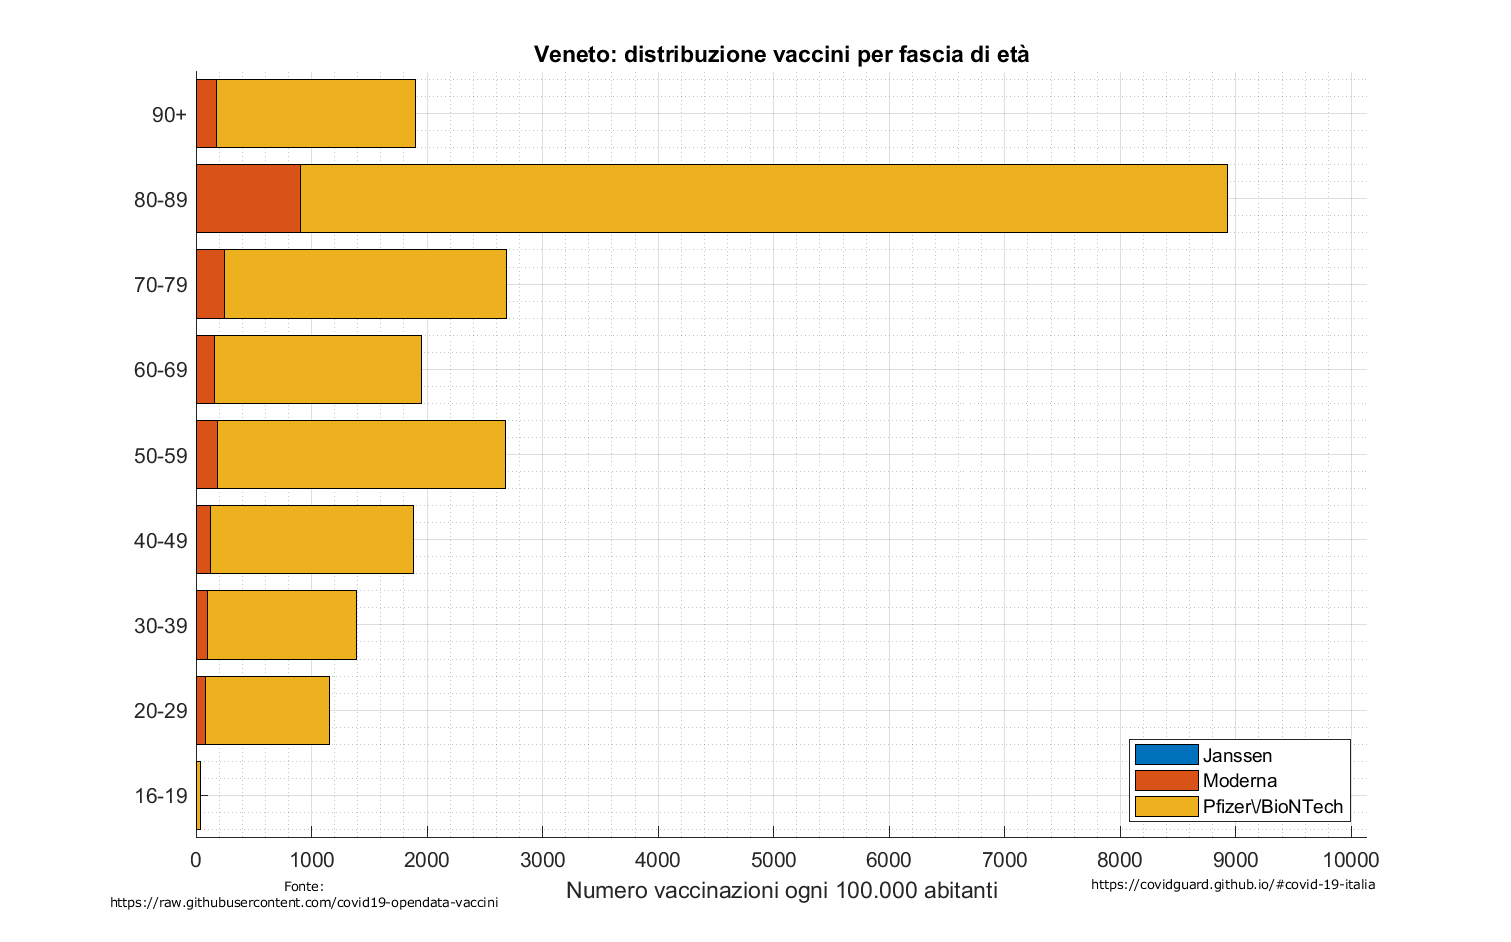 Veneto: distribuzione vaccini per fascia di età
90+
80-89
70-79
60-69
50-59
40-49
30-39
20-29
16-19
Janssen
Moderna
Pfizer\/BioNTech
0 1000 2000 3000 4000 5000 6000 7000 8000 9000 10000
Numero vaccinazioni ogni 100.000 abitanti
Fonte:
https://raw.githubusercontent.com/covid19-opendata-vaccini
https://covidguard.github.io/#covid-19-italia